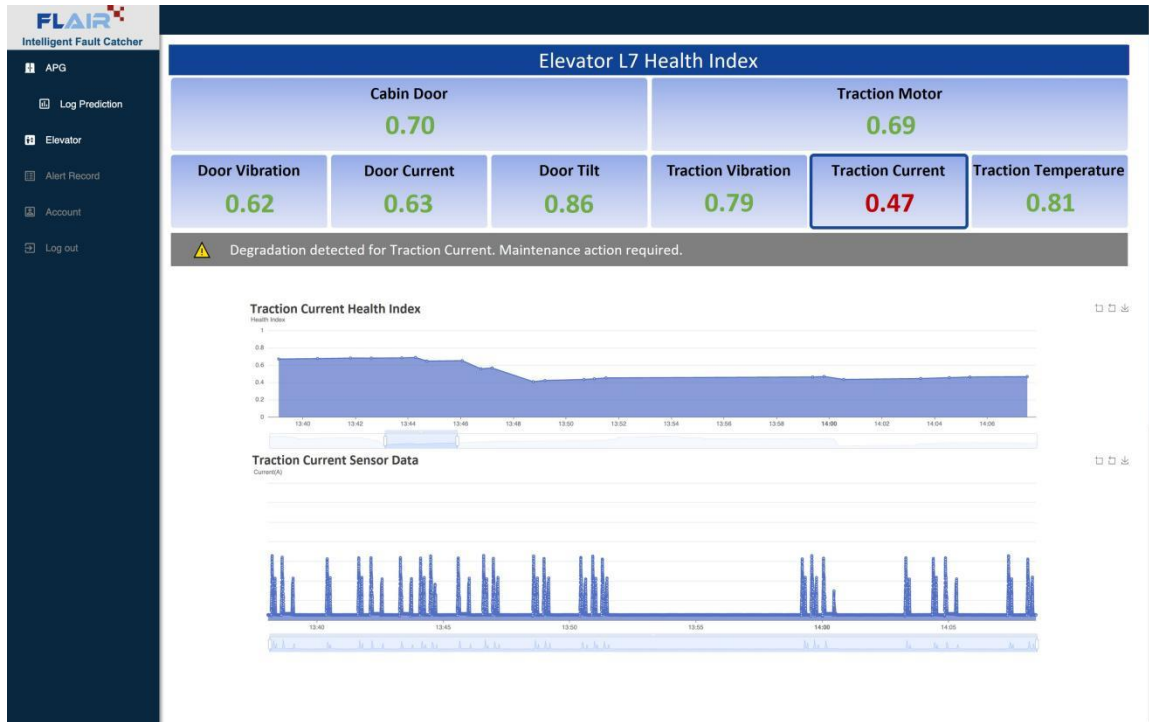 FLAIR
Intelligent Fault Catcher
APG
Log Prediction
Elevator
Alert Record
Account
Log out
Elevator L7 Health Index
Cabin Door
0.70
Traction Motor
0.69
Door Vibration
0.62
Door Current
0.63
Door Tilt
0.86
Traction Vibration
0.79
Traction Current
0.47
Traction Temperature
0.81
Degradation detected for Traction Current. Maintenance action required.
Traction Current Health Index
Health Index
1
0.8
0.6
0.4
0.2
0
13:40 13:42 13:44 13:46 13:48 13:50 13:52 13:54 13:56 13:58 14:00 14:02 14:04 14:06
Traction Current Sensor Data
Current(A)
13:40 13:45 13:50 13:55 14:00 14:05